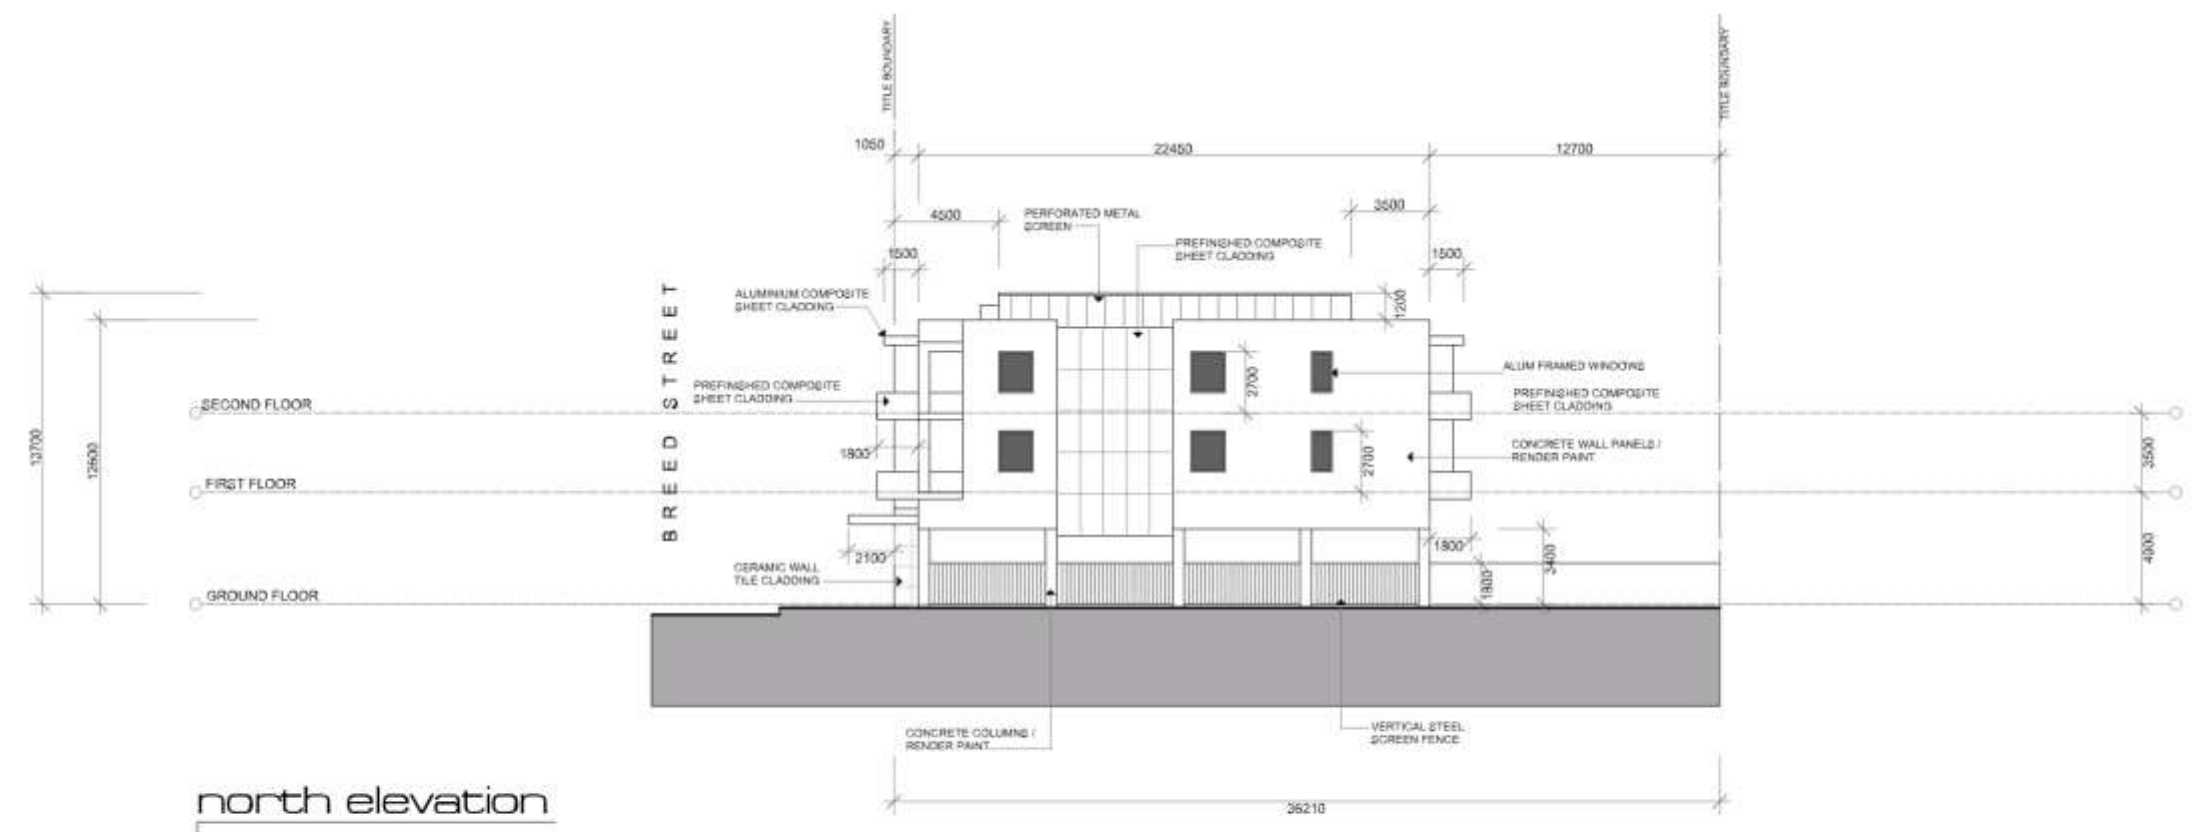 TITLE BOUNDARY
TITLE BOUNDARY
1050
22450
12700
4500
PERFORATED METAL
SCREEN
3500
PREFINISHED COMPOSITE
SHEET CLADDING
1500
1500
ALUMINIUM COMPOSITE
SHEET CLADDING
1200
BREED STREET
ALUM FRAMED WINDOWS
PREFINISHED COMPOSITE
SHEET CLADDING
2700
PREFINISHED COMPOSITE
SHEET CLADDING
SECOND FLOOR
13700
12600
1800
2700
CONCRETE WALL PANELS /
RENDER PAINT
3500
FIRST FLOOR
2100
1800
3400
4900
CERAMIC WALL
TILE CLADDING
1800
GROUND FLOOR
CONCRETE COLUMNS /
RENDER PAINT
VERTICAL STEEL
SCREEN FENCE
36210
north elevation